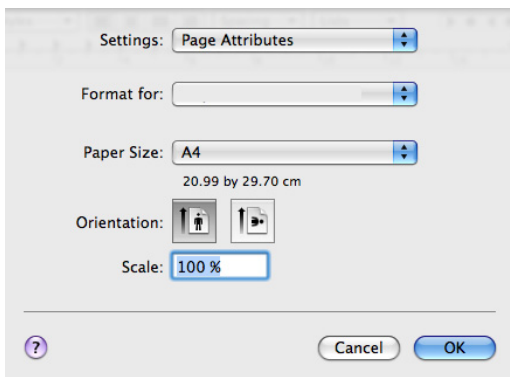 Settings: Page Attributes
Format for:
Paper Size: A4
20.99 by 29.70 cm
Orientation:
Scale: 100 %
? Cancel OK